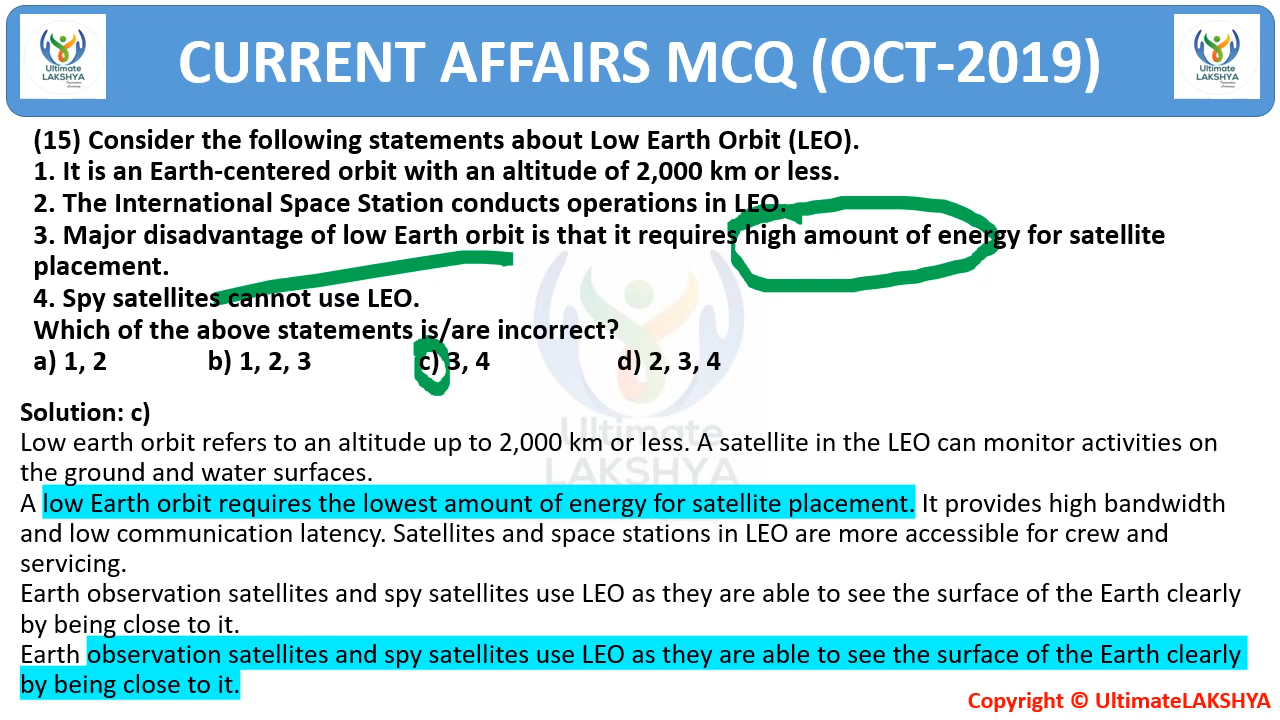 Ultimate
LAKSHYA
CURRENT AFFAIRS MCQ (OCT-2019)
Ultimate
LAKSHYA
(15) Consider the following statements about Low Earth Orbit (LEO).
1. It is an Earth-centered orbit with an altitude of 2,000 km or less.
2. The International Space Station conducts operations in LEO.
3. Major disadvantage of low Earth orbit is that it requires high amount of energy for satellite
placement.
4. Spy satellites cannot use LEO.
Which of the above statements is/are incorrect?
a) 1, 2 b) 1, 2, 3 c) 3, 4 d) 2, 3, 4
Solution: c)
Low earth orbit refers to an altitude up to 2,000 km or less. A satellite in the LEO can monitor activities on
the ground and water surfaces.
A low Earth orbit requires the lowest amount of energy for satellite placement. It provides high bandwidth
and low communication latency. Satellites and space stations in LEO are more accessible for crew and
servicing.
Earth observation satellites and spy satellites use LEO as they are able to see the surface of the Earth clearly
by being close to it.
Earth observation satellites and spy satellites use LEO as they are able to see the surface of the Earth clearly
by being close to it.
Ultimate
LAKSHYA
Copyright © UltimateLAKSHYA